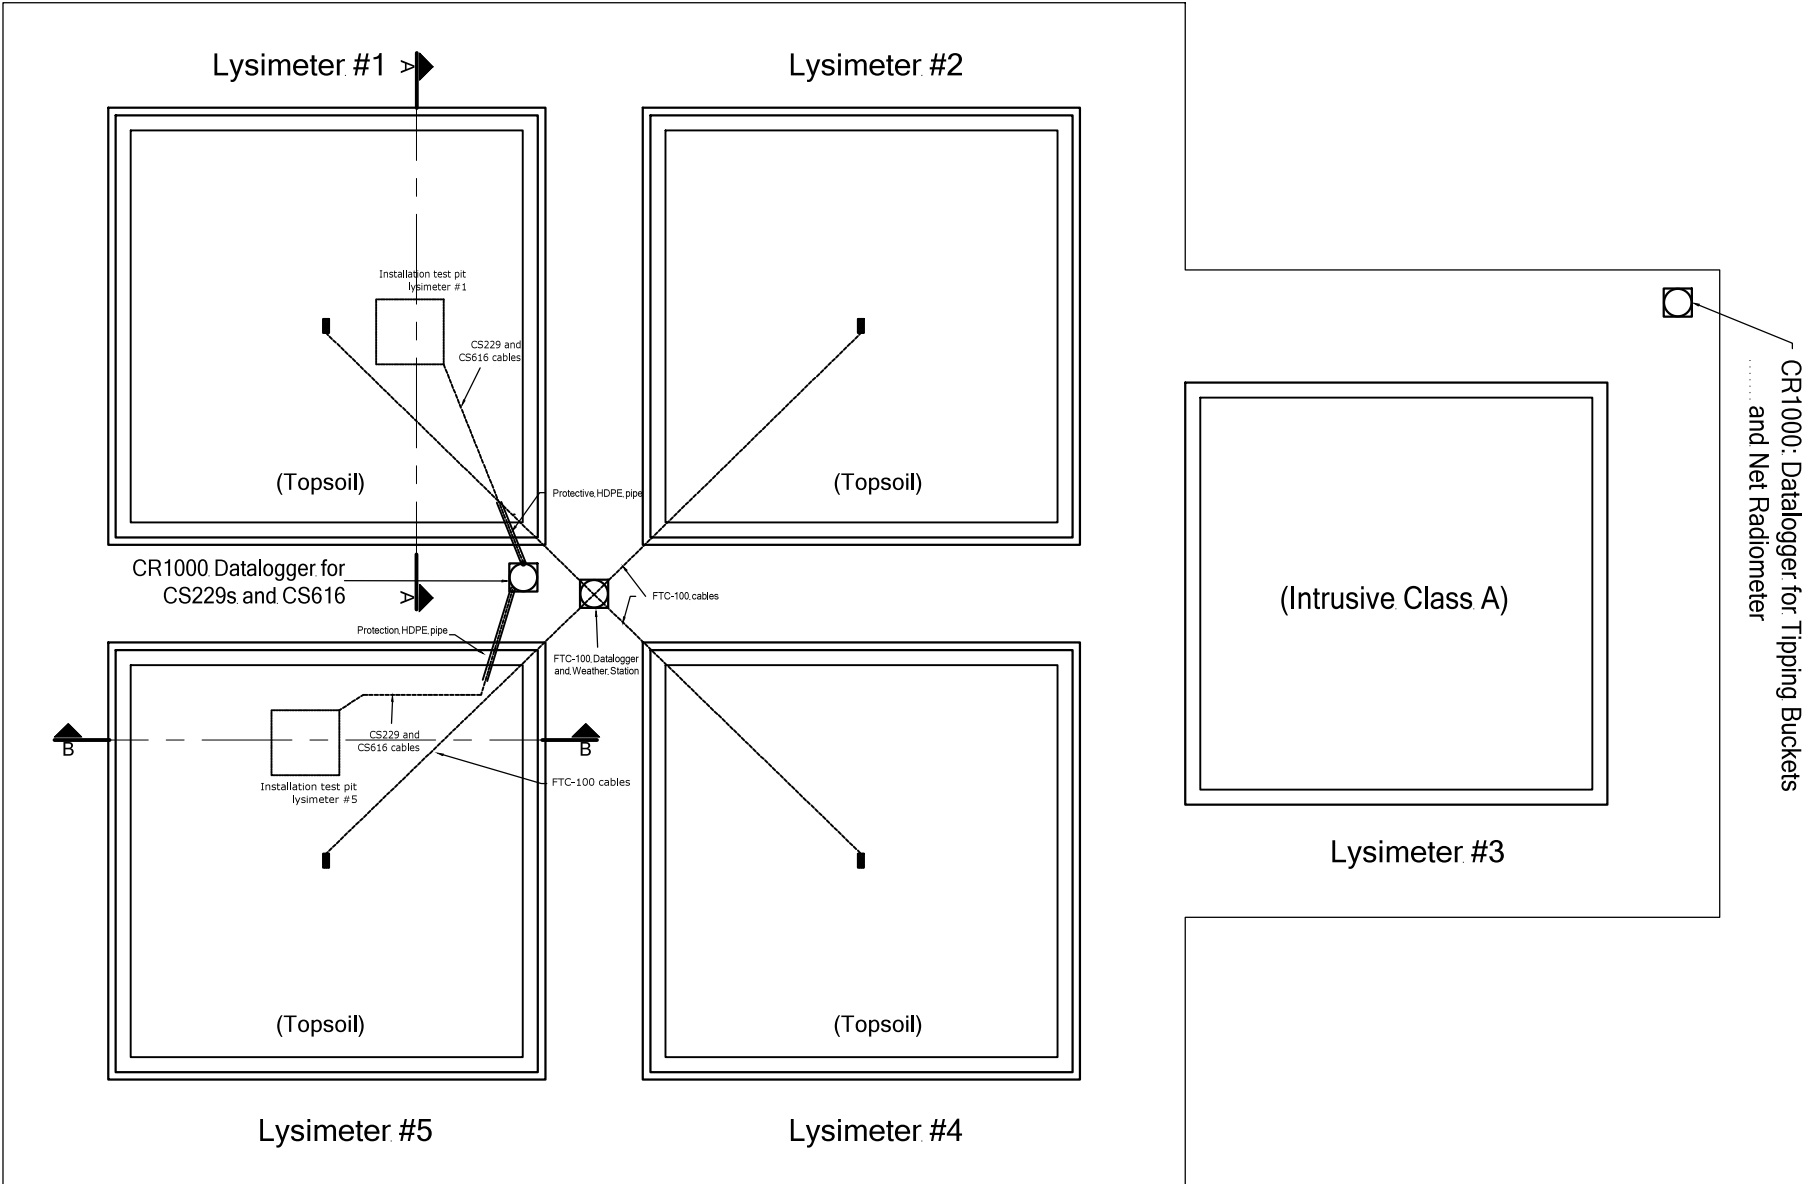 Lysimeter #1
A
Lysimeter #2
Installation test pit
lysimeter #1
CS229 and
CS616 cables
(Topsoil)
Protective HDPE pipe
(Topsoil)
CR1000 Datalogger for
CS229s and CS616
A
FTC-100 cables
Protection HDPE pipe
FTC-100 Datalogger
and Weather Station
B
CS229 and
CS616 cables
B
FTC-100 cables
Installation test pit
lysimeter #5
(Topsoil)
(Topsoil)
Lysimeter #5
Lysimeter #4
(Intrusive Class A)
Lysimeter #3
CR1000: Datalogger for Tipping Buckets
and Net Radiometer